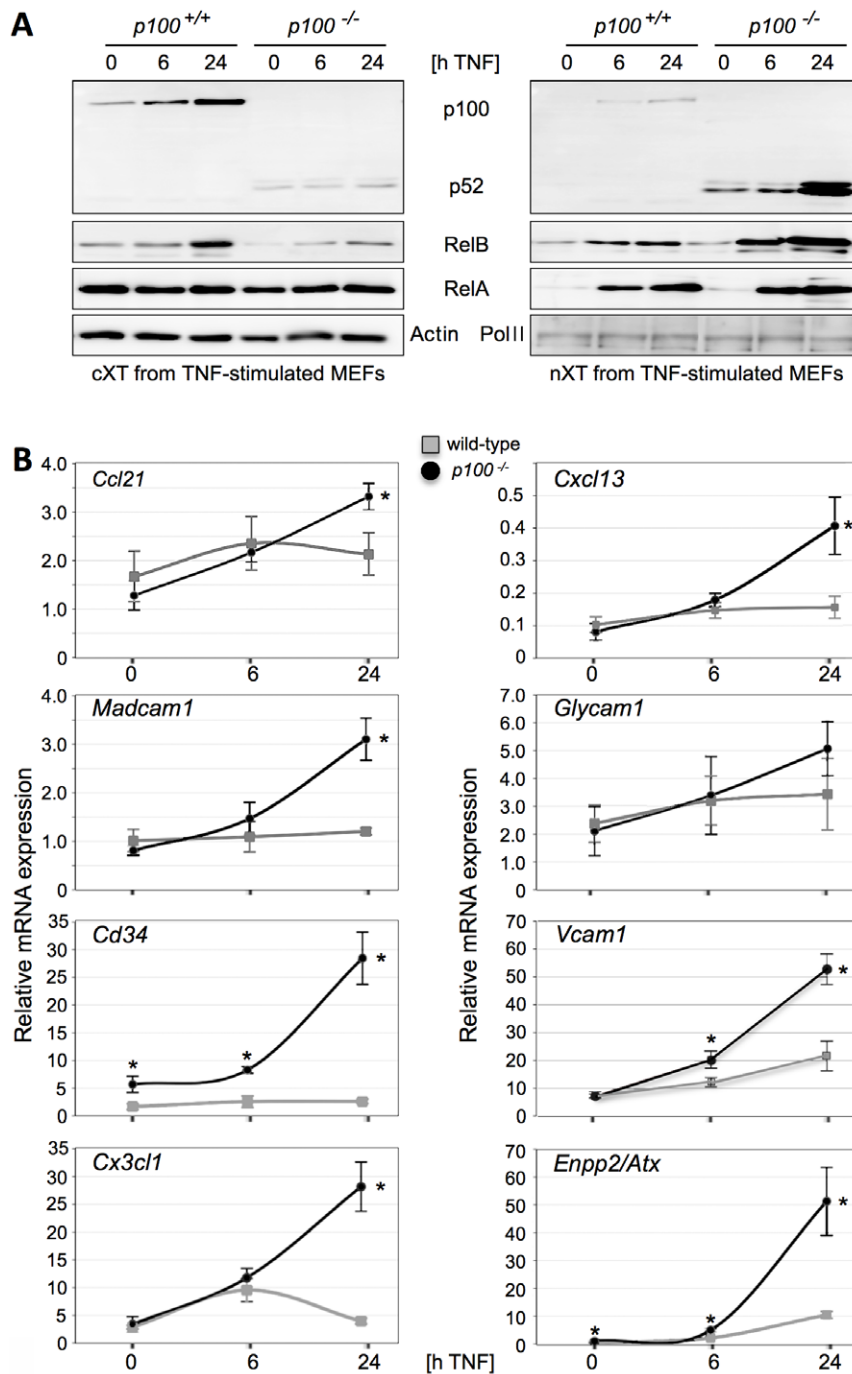 A
p100 +/+ p100 -/- p100 +/+ p100 -/-
0 6 24 0 6 24 [h TNF] 0 6 24 0 6 24
p100
p52
RelB
RelA
Actin PolII
cXT from TNF-stimulated MEFs nXT from TNF-stimulated MEFs
B
wild-type
p100 -/-
Relative mRNA expression
Ccl21
4.0
3.0
2.0
1.0
0
0 6 24
Cxcl13
0.5
0.4
0.3
0.2
0.1
0
0 6 24
*
*
Madcam1
4.0
3.0
2.0
1.0
0
*
Relative mRNA expression
Glycam1
7.0
6.0
5.0
4.0
3.0
2.0
1.0
0
Cd34
35
30
25
20
15
10
5
0
* * *
Vcam1
70
60
50
40
30
20
10
0
* *
Cx3cl1
35
30
25
20
15
10
5
0
0 6 24
*
[h TNF]
Enpp2/Atx
70
60
50
40
30
20
10
0
0 6 24
* * *